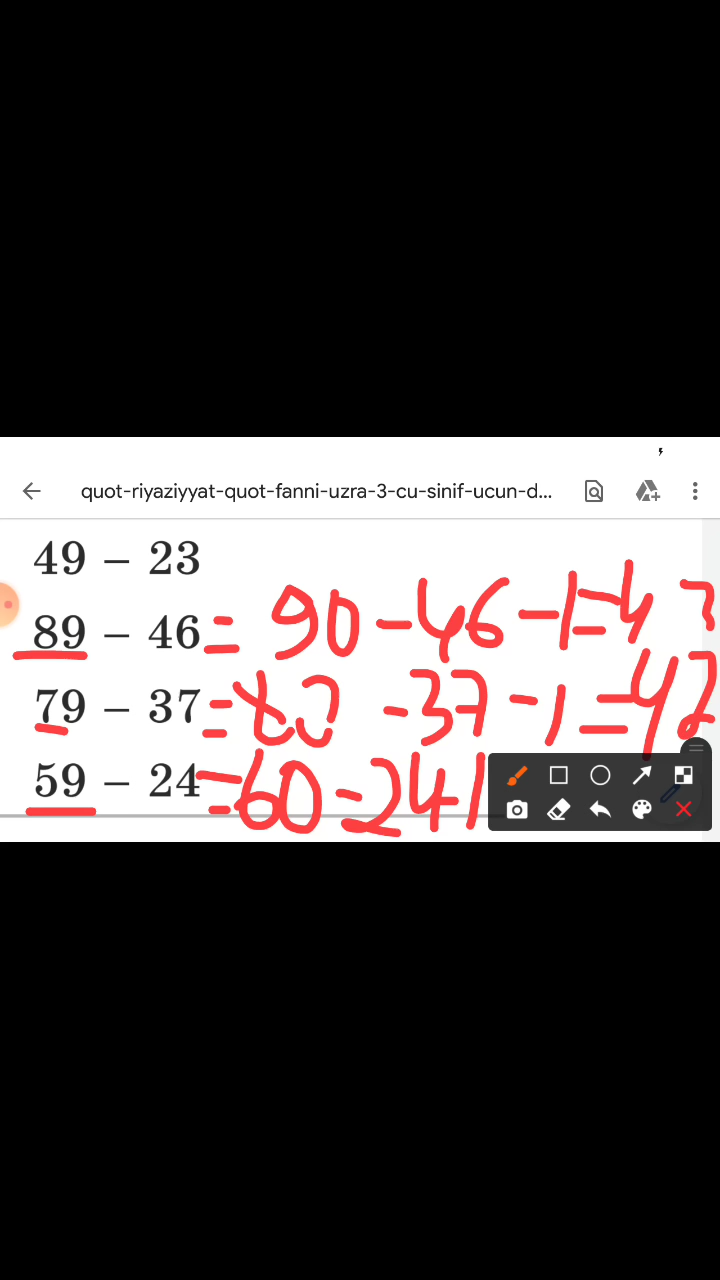 quot-riyaziyyat-quot-fanni-uzra-3-cu-sinif-ucun-d...
49 – 23
89 – 46 = 90 - 46 - 1 = 43
79 – 37 = 80 - 37 - 1 = 42
59 – 24 = 60 - 24 1